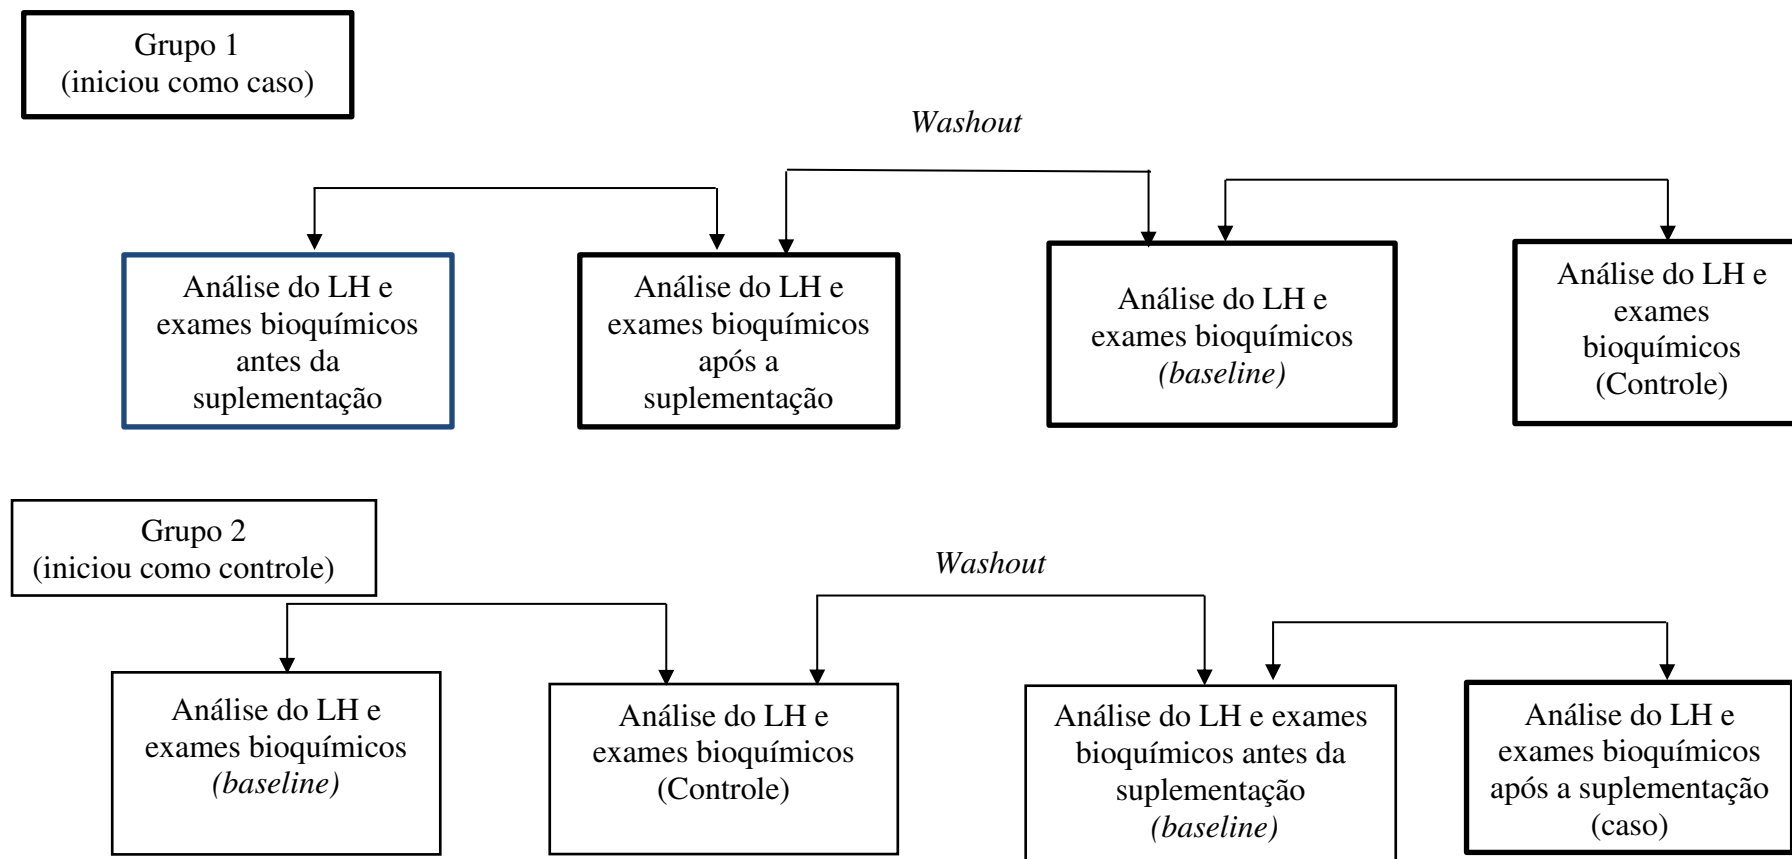 Grupo 1
(iniciou como caso)
Washout
Análise do LH e
exames bioquímicos
antes da
suplementação
Análise do LH e
exames bioquímicos
após a
suplementação
Análise do LH e
exames bioquímicos
(baseline)
Análise do LH e
exames
bioquímicos
(Controle)
Grupo 2
(iniciou como controle)
Washout
Análise do LH e
exames bioquímicos
(baseline)
Análise do LH e
exames bioquímicos
(Controle)
Análise do LH e exames
bioquímicos antes da
suplementação
(baseline)
Análise do LH e
exames bioquímicos
após a suplementação
(caso)